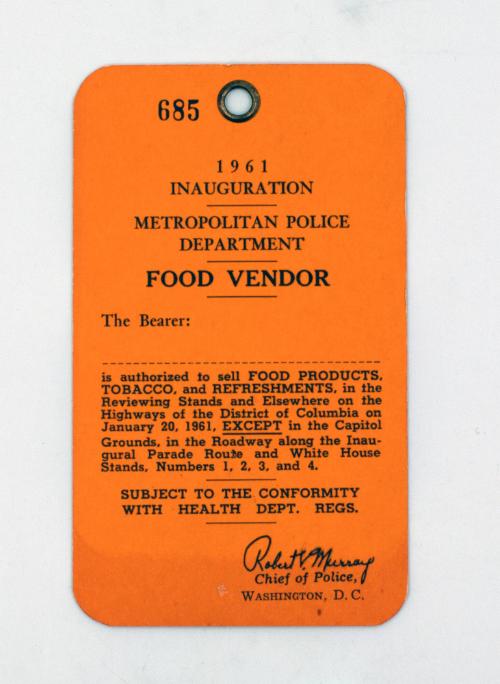 685
1961
INAUGURATION
METROPOLITAN POLICE
DEPARTMENT
FOOD VENDOR
The Bearer:
is authorized to sell FOOD PRODUCTS,
TOBACCO, and REFRESHMENTS, in the
Reviewing Stands and Elsewhere on the
Highways of the District of Columbia on
January 20, 1961, EXCEPT in the Capitol
Grounds, in the Roadway along the Inau-
gural Parade Route and White House
Stands, Numbers 1, 2, 3, and 4.
SUBJECT TO THE CONFORMITY
WITH HEALTH DEPT. REGS.
Robert V. Murray
Chief of Police,
WASHINGTON, D. C.